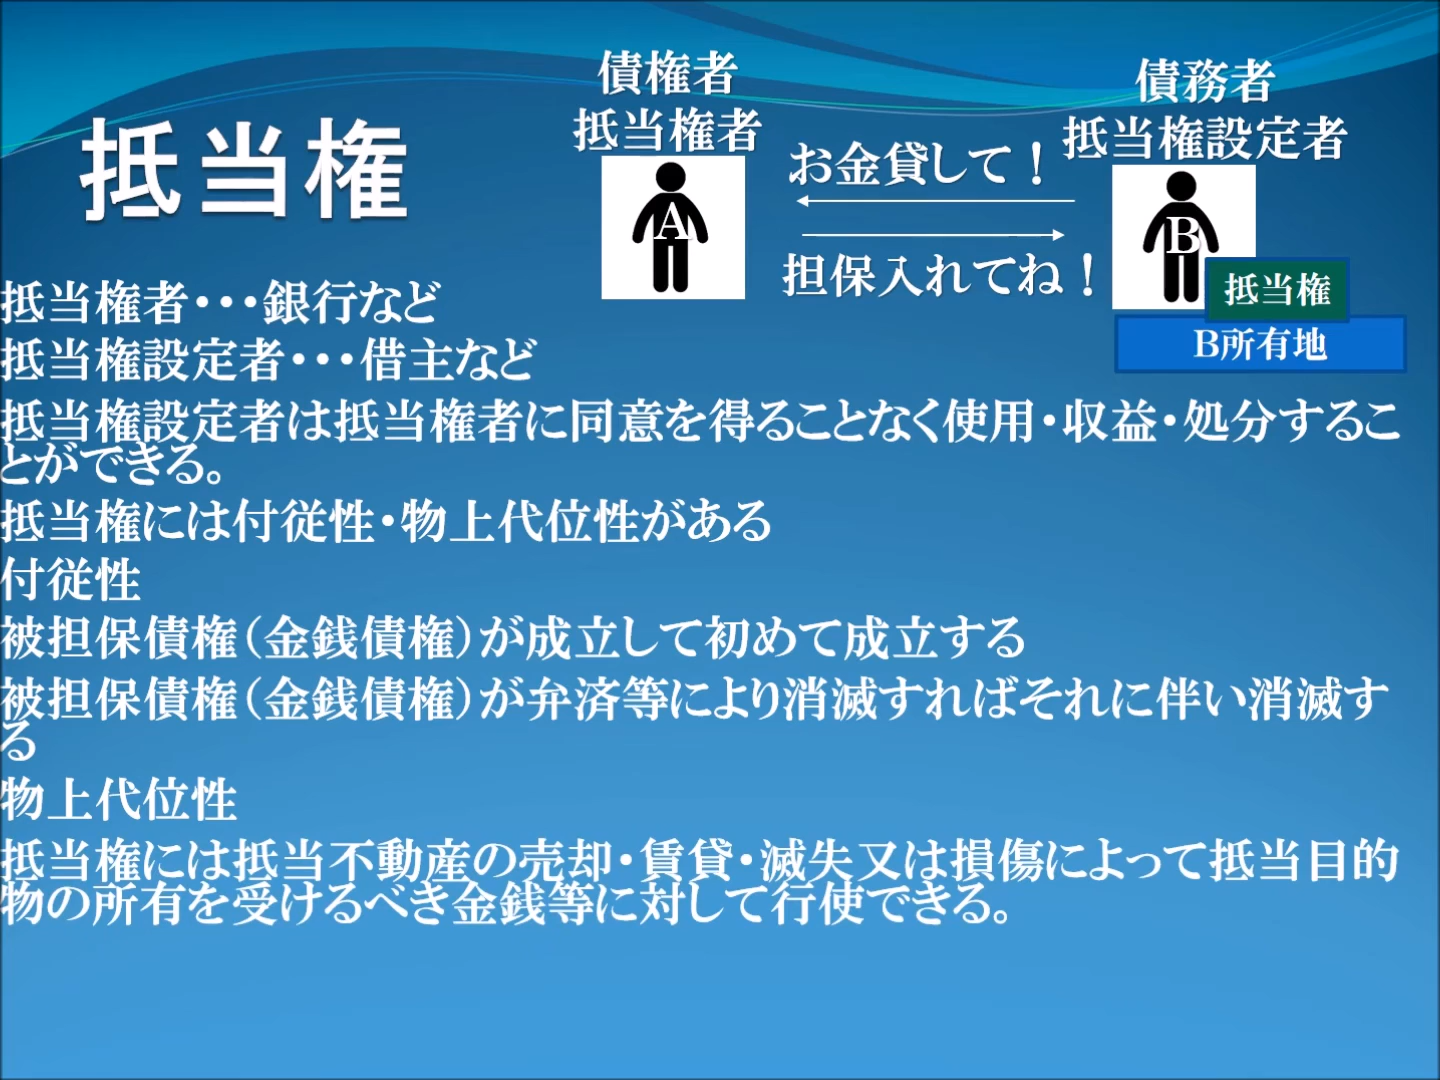 抵当権
債権者
抵当権者
A
お金貸して！
担保入れてね！
債務者
抵当権設定者
B
抵当権
B所有地
抵当権者・・・銀行など
抵当権設定者・・・借主など
抵当権設定者は抵当権者に同意を得ることなく使用・収益・処分するこ
とができる。
抵当権には付従性・物上代位性がある
付従性
被担保債権（金銭債権）が成立して初めて成立する
被担保債権（金銭債権）が弁済等により消滅すればそれに伴い消滅す
る
物上代位性
抵当権には抵当不動産の売却・賃貸・滅失又は損傷によって抵当目的
物の所有を受けるべき金銭等に対して行使できる。